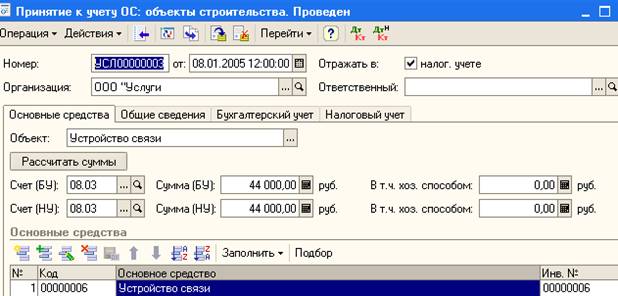 Принятие к учету ОС: объекты строительства. Проведен
Операция Действия Перейти ? Дт Кт Дт Н Кт
Номер: УСЛ00000003 от: 08.01.2005 12:00:00 Отражать в: налог. учете
Организация: ООО "Услуги ... Ответственный: ...
Основные средства Общие сведения Бухгалтерский учет Налоговый учет
Объект: Устройство связи ...
Рассчитать суммы
Счет (БУ): 08.03 ... Сумма (БУ): 44 000,00 руб. В т.ч. хоз. способом: 0,00 руб.
Счет (НУ): 08.03 ... Сумма (НУ): 44 000,00 руб. В т.ч. хоз. способом: 0,00 руб.
Основные средства
Заполнить Подбор
№ Код Основное средство Инв. №
1 00000006 Устройство связи 00000006